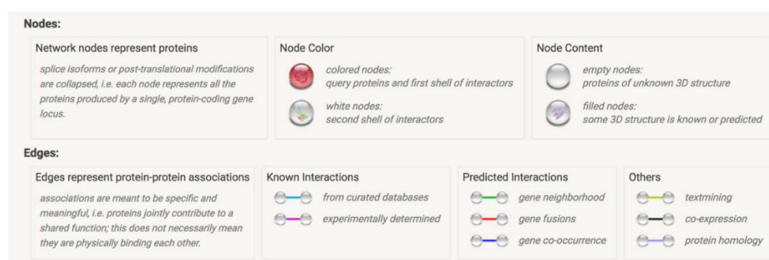 Nodes:
Network nodes represent proteins
splice isoforms or post-translational modifications
are collapsed, i.e. each node represents all the
proteins produced by a single, protein-coding gene
locus.
Node Color
colored nodes:
query proteins and first shell of interactors
white nodes:
second shell of interactors
Node Content
empty nodes:
proteins of unknown 3D structure
filled nodes:
some 3D structure is known or predicted
Edges:
Edges represent protein-protein associations
associations are meant to be specific and
meaningful, i.e. proteins jointly contribute to a
shared function; this does not necessarily mean
they are physically binding each other.
Known Interactions
from curated databases
experimentally determined
Predicted Interactions
gene neighborhood
gene fusions
gene co-occurrence
Others
textmining
co-expression
protein homology